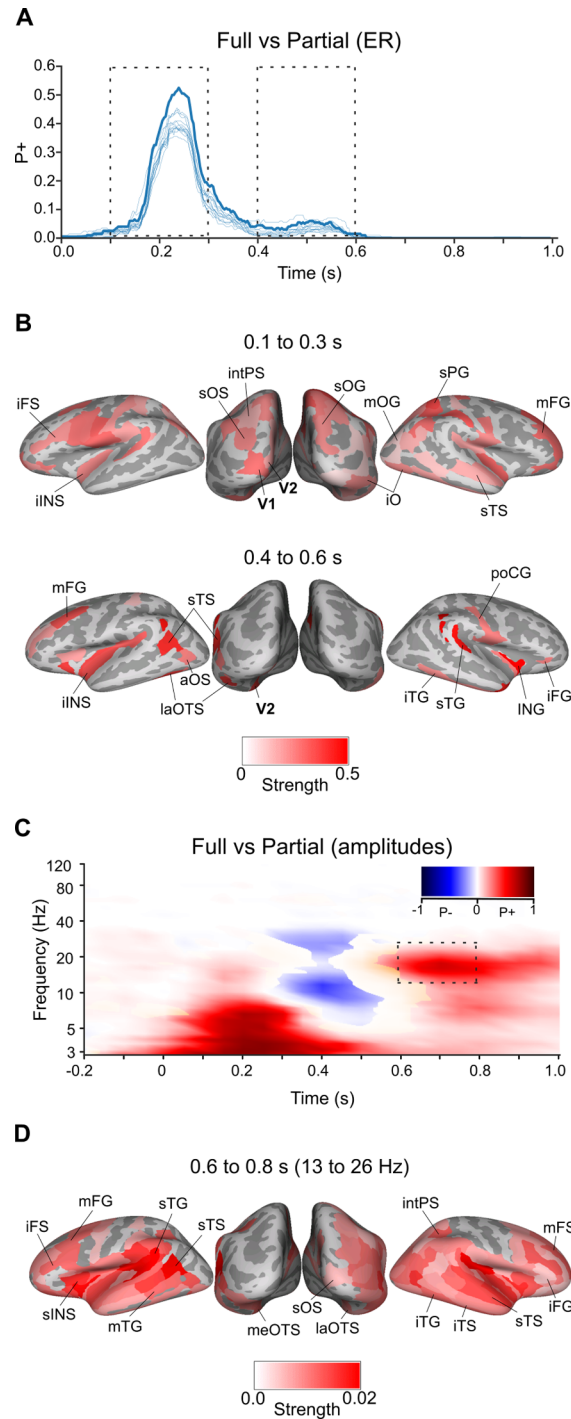 A
Full vs Partial (ER)
0.6
0.5
0.4
0.3
0.2
0.1
0.0
P+
0.0 0.2 0.4 0.6 0.8 1.0
Time (s)
B
0.1 to 0.3 s
intPS sPG
sOS sOG mOG
iFS mFG
iINS V1 V2 iO sTS
0.4 to 0.6 s
mFG sTS poCG
iINS aOS laOTS V2 iTG sTG ING iFG
0 0.5
Strength
C
Full vs Partial (amplitudes)
120
80
40
20
10
5
3
Frequency (Hz)
-1 P- 0 P+ 1
-0.2 0 0.2 0.4 0.6 0.8 1.0
Time (s)
D
0.6 to 0.8 s (13 to 26 Hz)
mFG sTG intPS
iFS sTS mFS
sINS mTG meOTS sOS laOTS iTG iTS sTS iFG
0.0 0.02
Strength